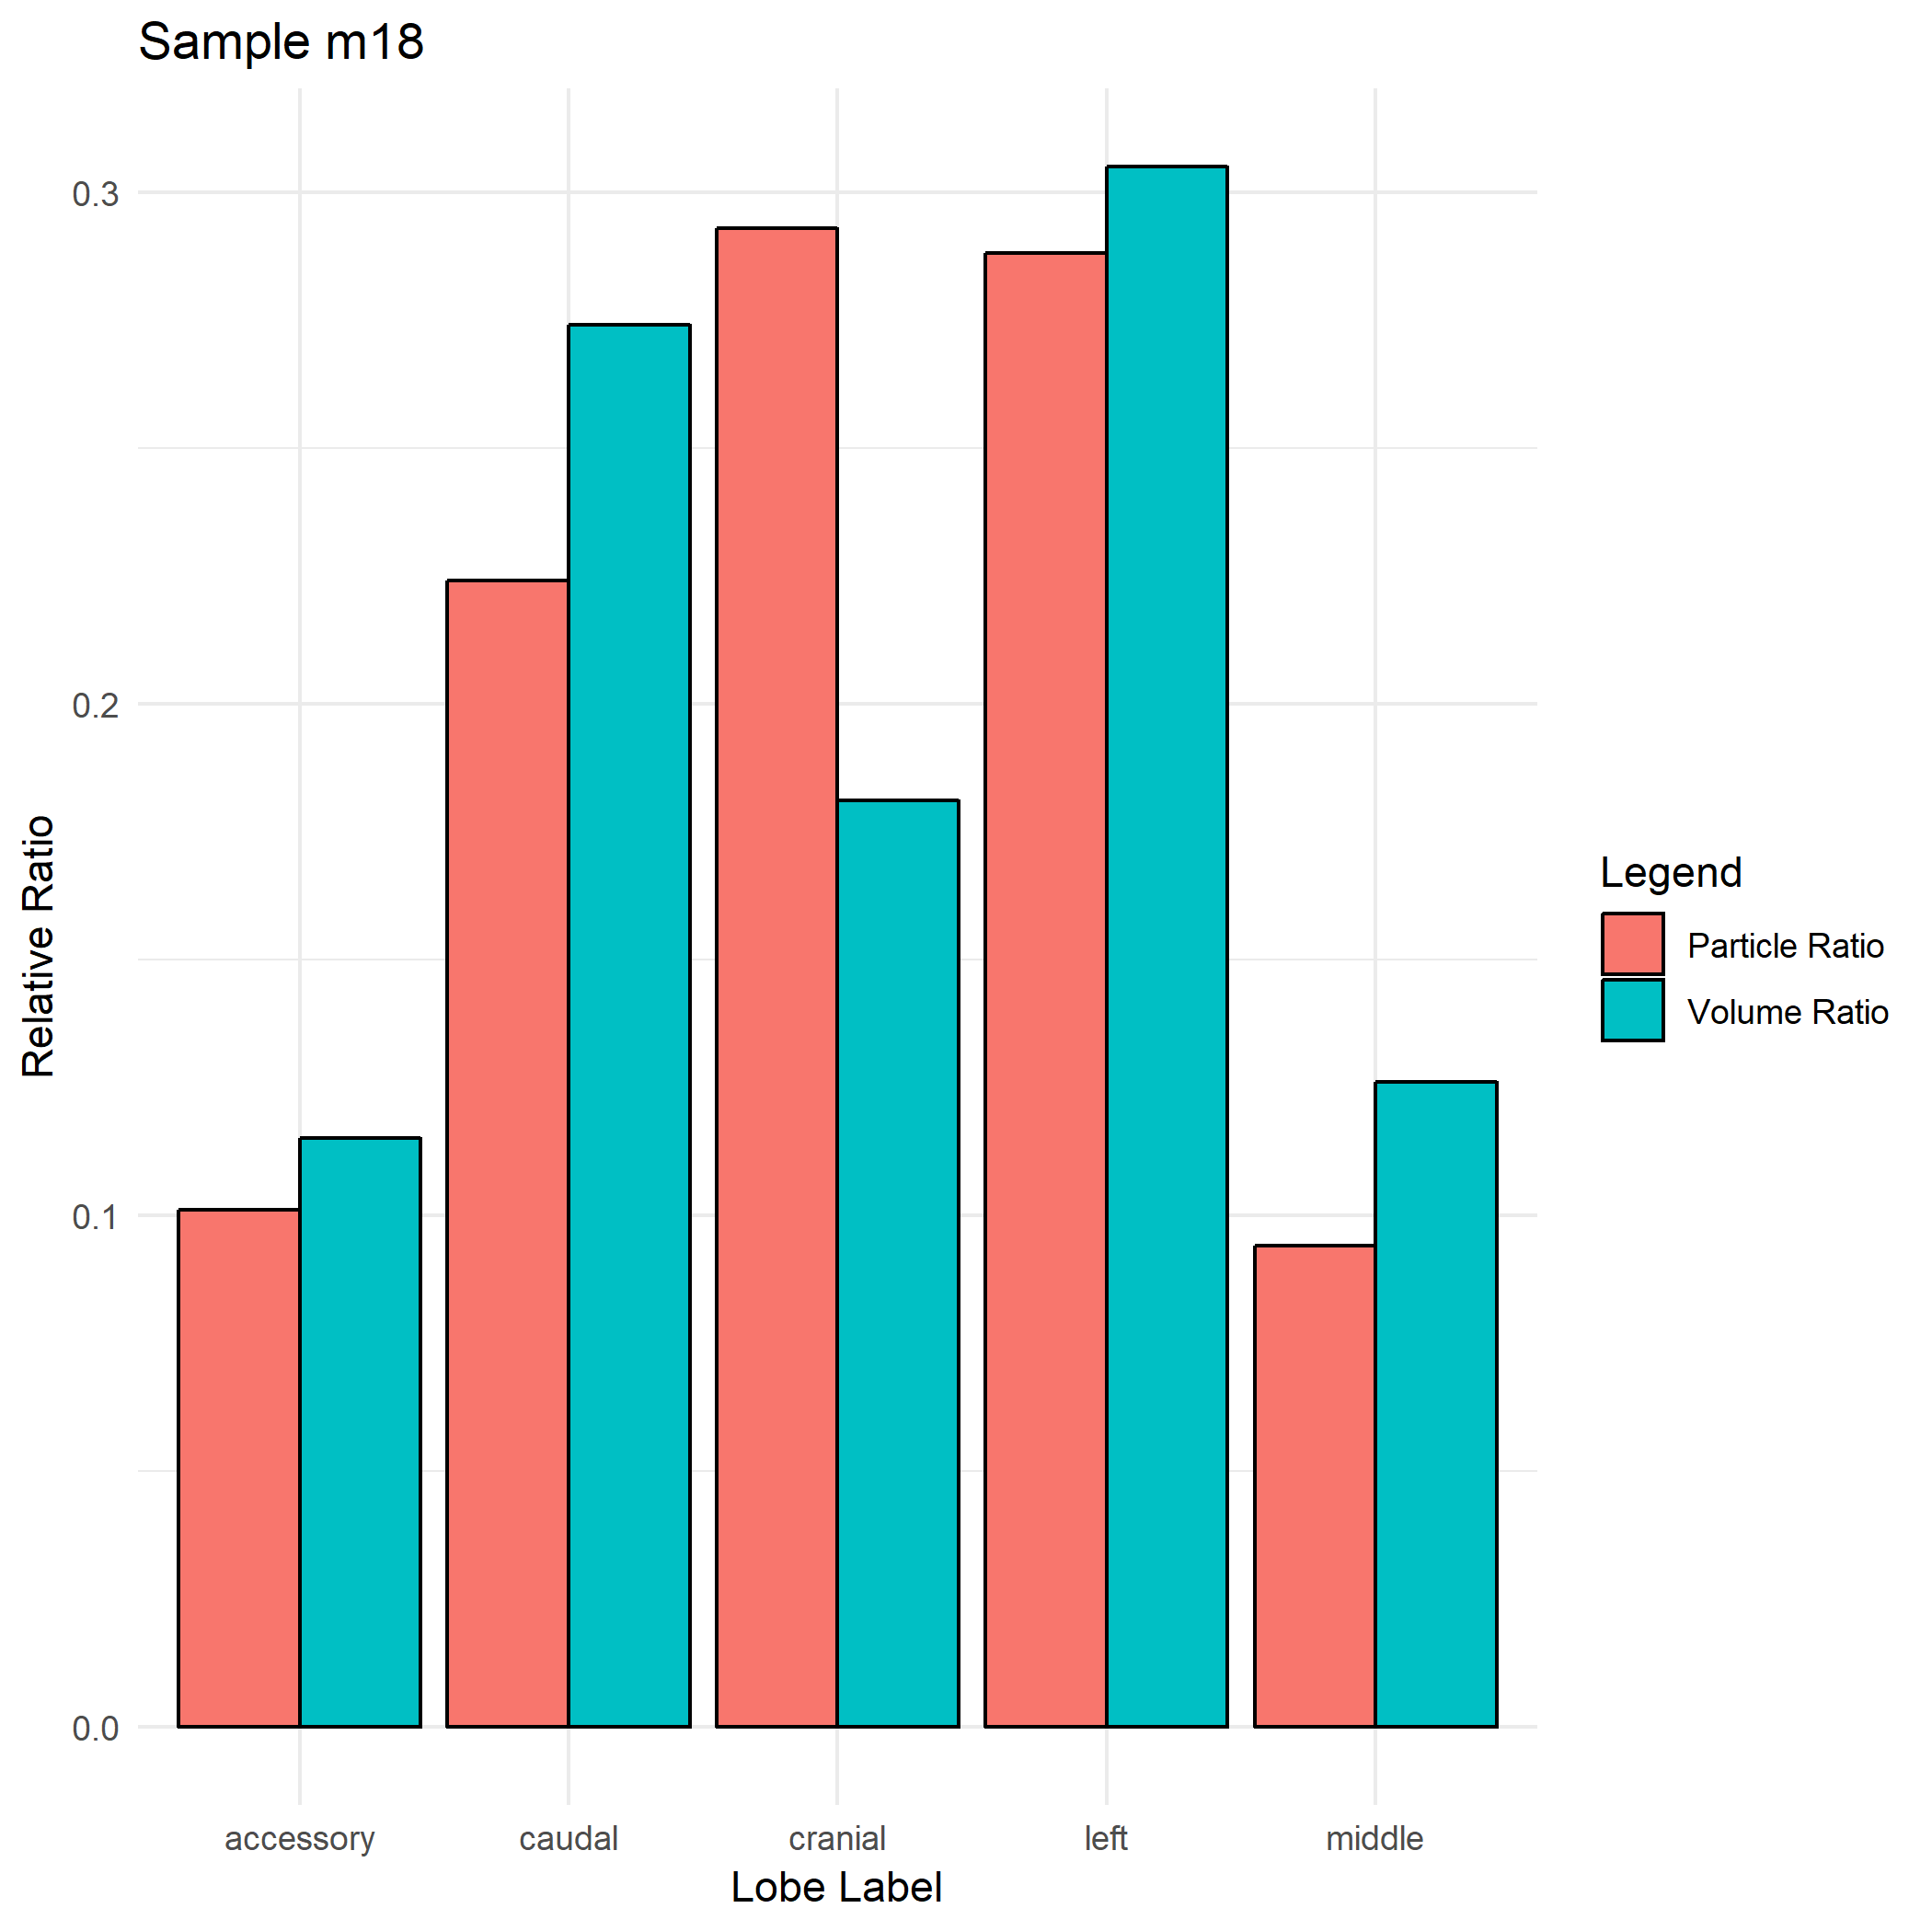 Sample m18
0.3
0.2
0.1
0.0
Relative Ratio
accessory caudal cranial left middle
Lobe Label
Legend
Particle Ratio
Volume Ratio